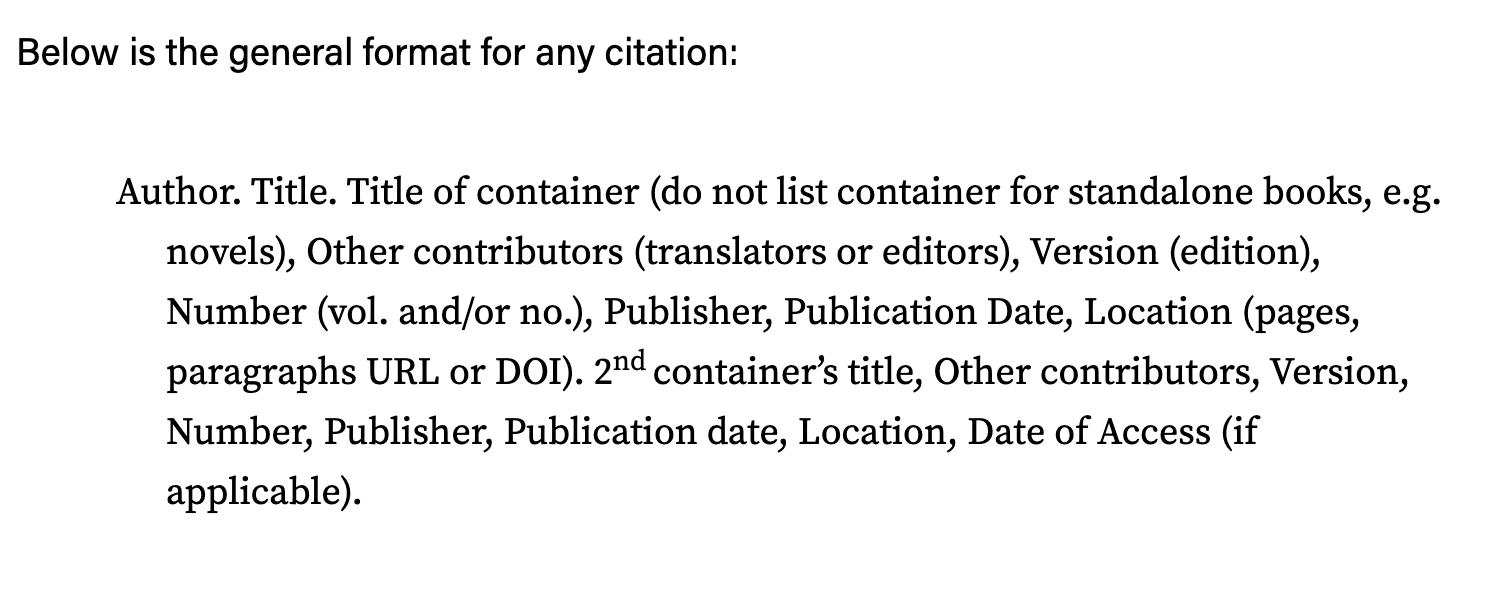 Below is the general format for any citation:
Author. Title. Title of container (do not list container for standalone books, e.g.
novels), Other contributors (translators or editors), Version (edition),
Number (vol. and/or no.), Publisher, Publication Date, Location (pages,
paragraphs URL or DOI). 2nd container’s title, Other contributors, Version,
Number, Publisher, Publication date, Location, Date of Access (if
applicable).